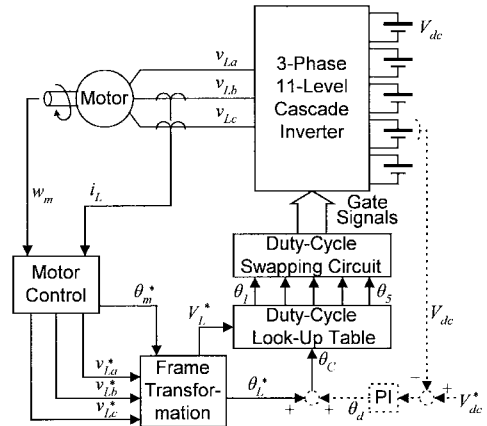 V_dc
v_La
v_Lb
v_Lc
Motor
3-Phase
11-Level
Cascade
Inverter
w_m
i_L
Gate
Signals
Motor
Control
Duty-Cycle
Swapping Circuit
θ_1
θ_5
θ_m*
V_L*
Duty-Cycle
Look-Up Table
V_dc
v_La*
v_Lb*
v_Lc*
Frame
Transfor-
mation
θ_L*
θ_C
+
+
θ_d
PI
−
+
V_dc*